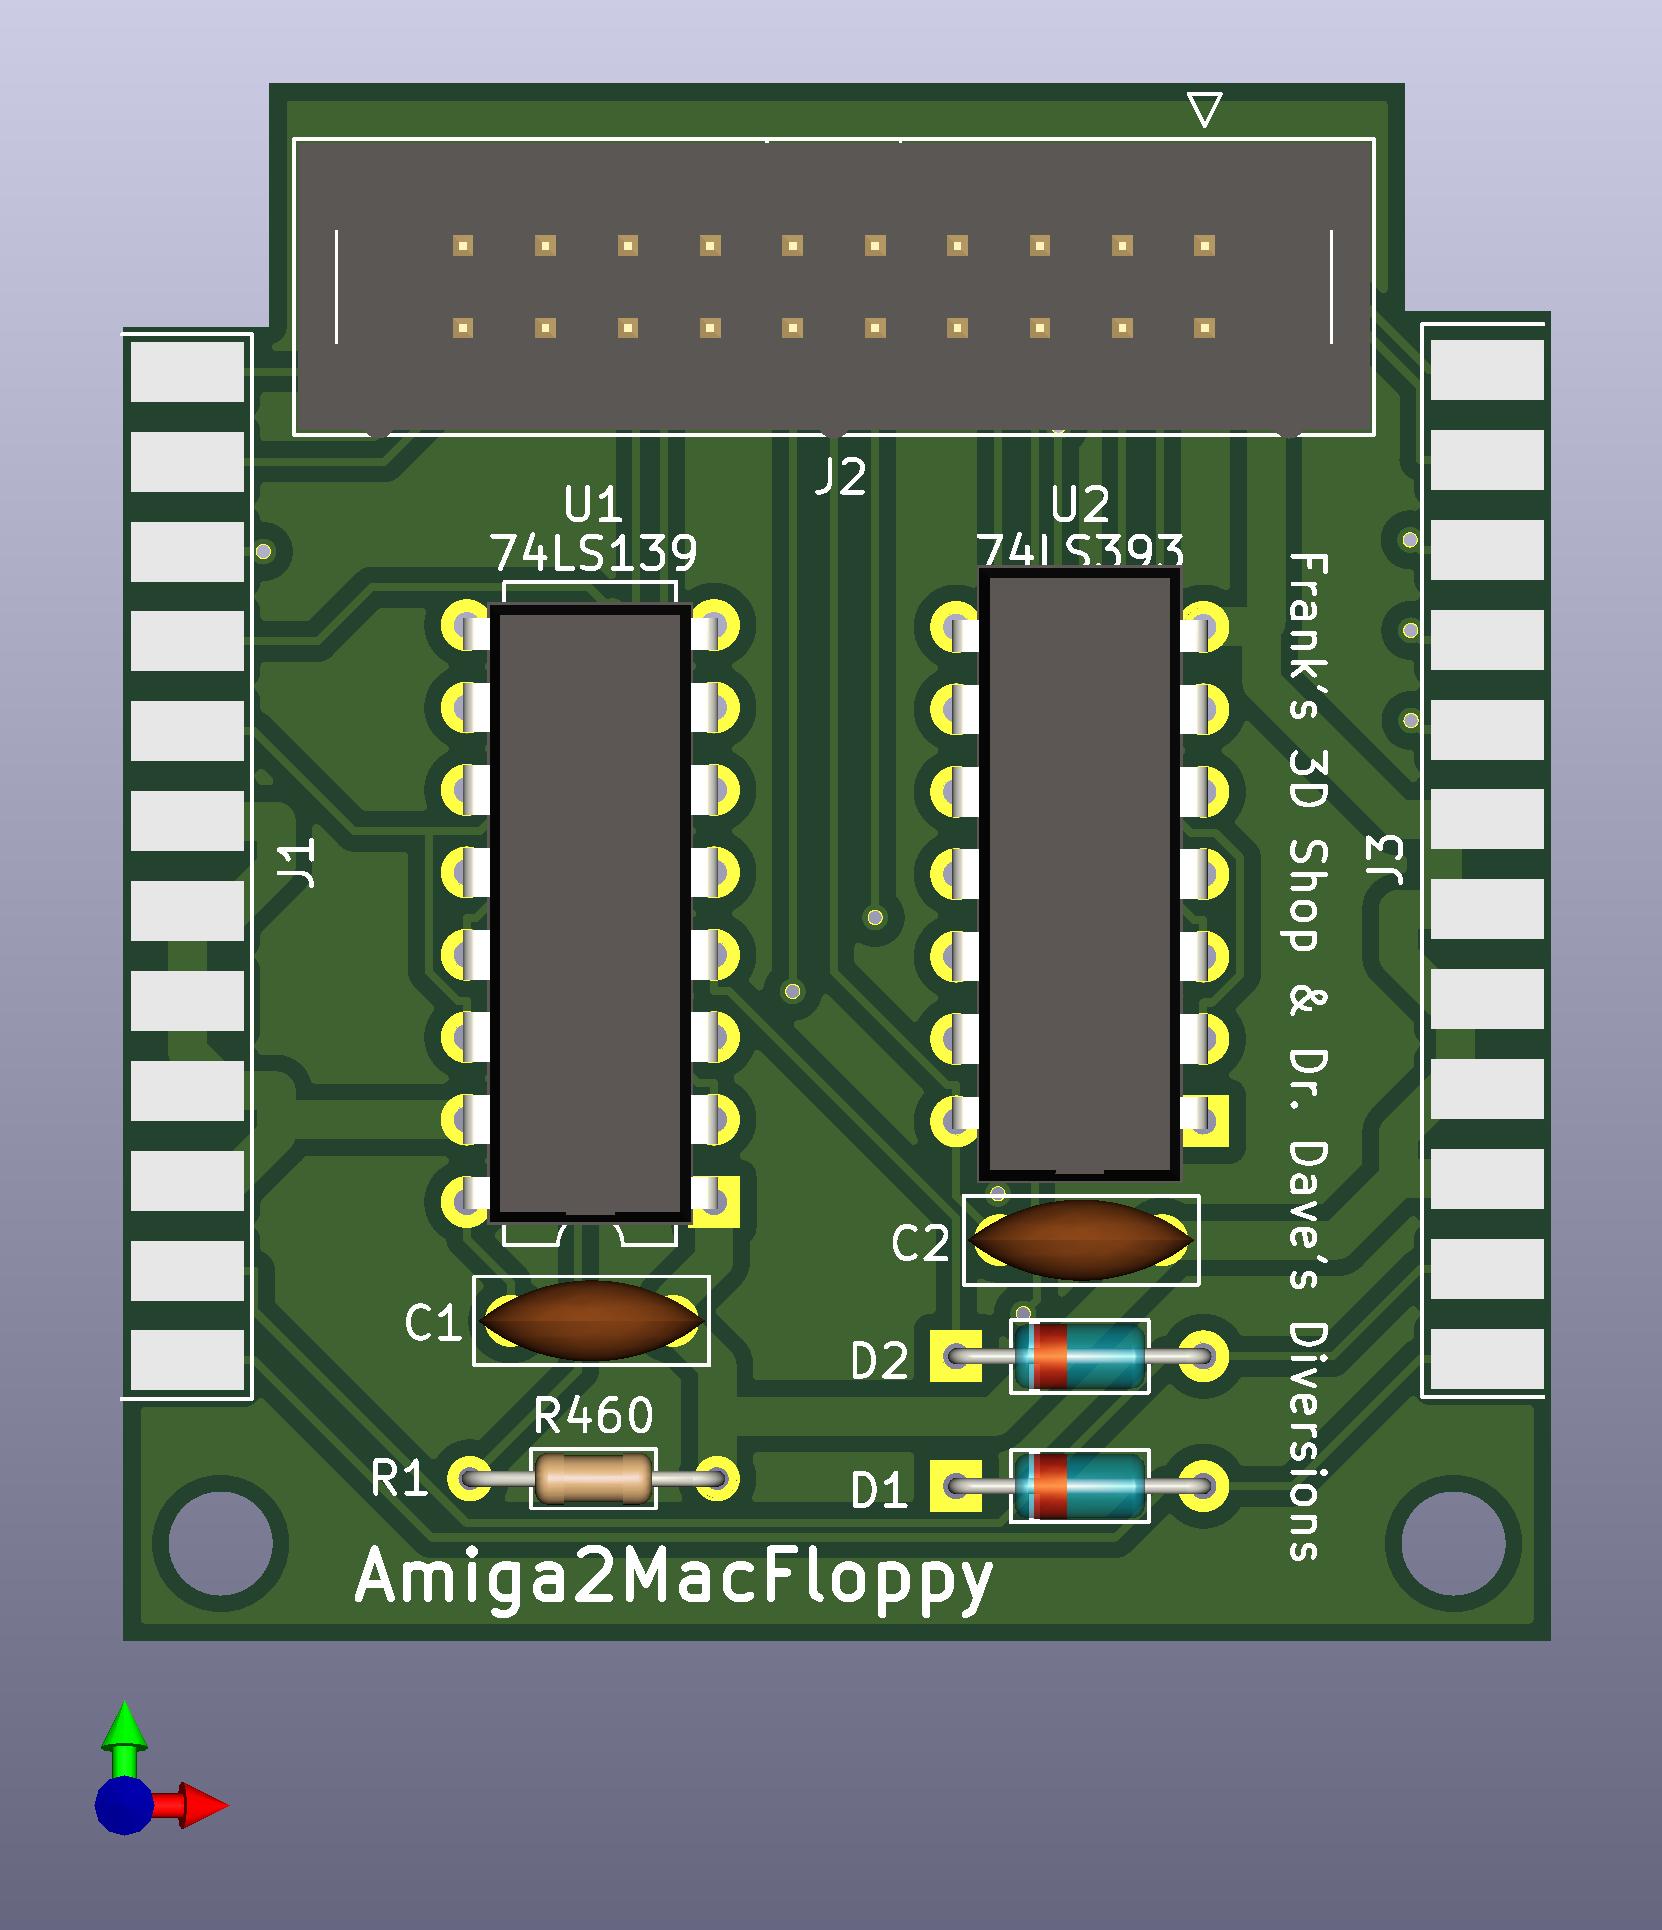 J2
U1
74LS139
U2
74LS393
Frank's 3D Shop & Dr. Dave's Diversions
J1
J3
C2
C1
D2
R460
R1
D1
Amiga2MacFloppy